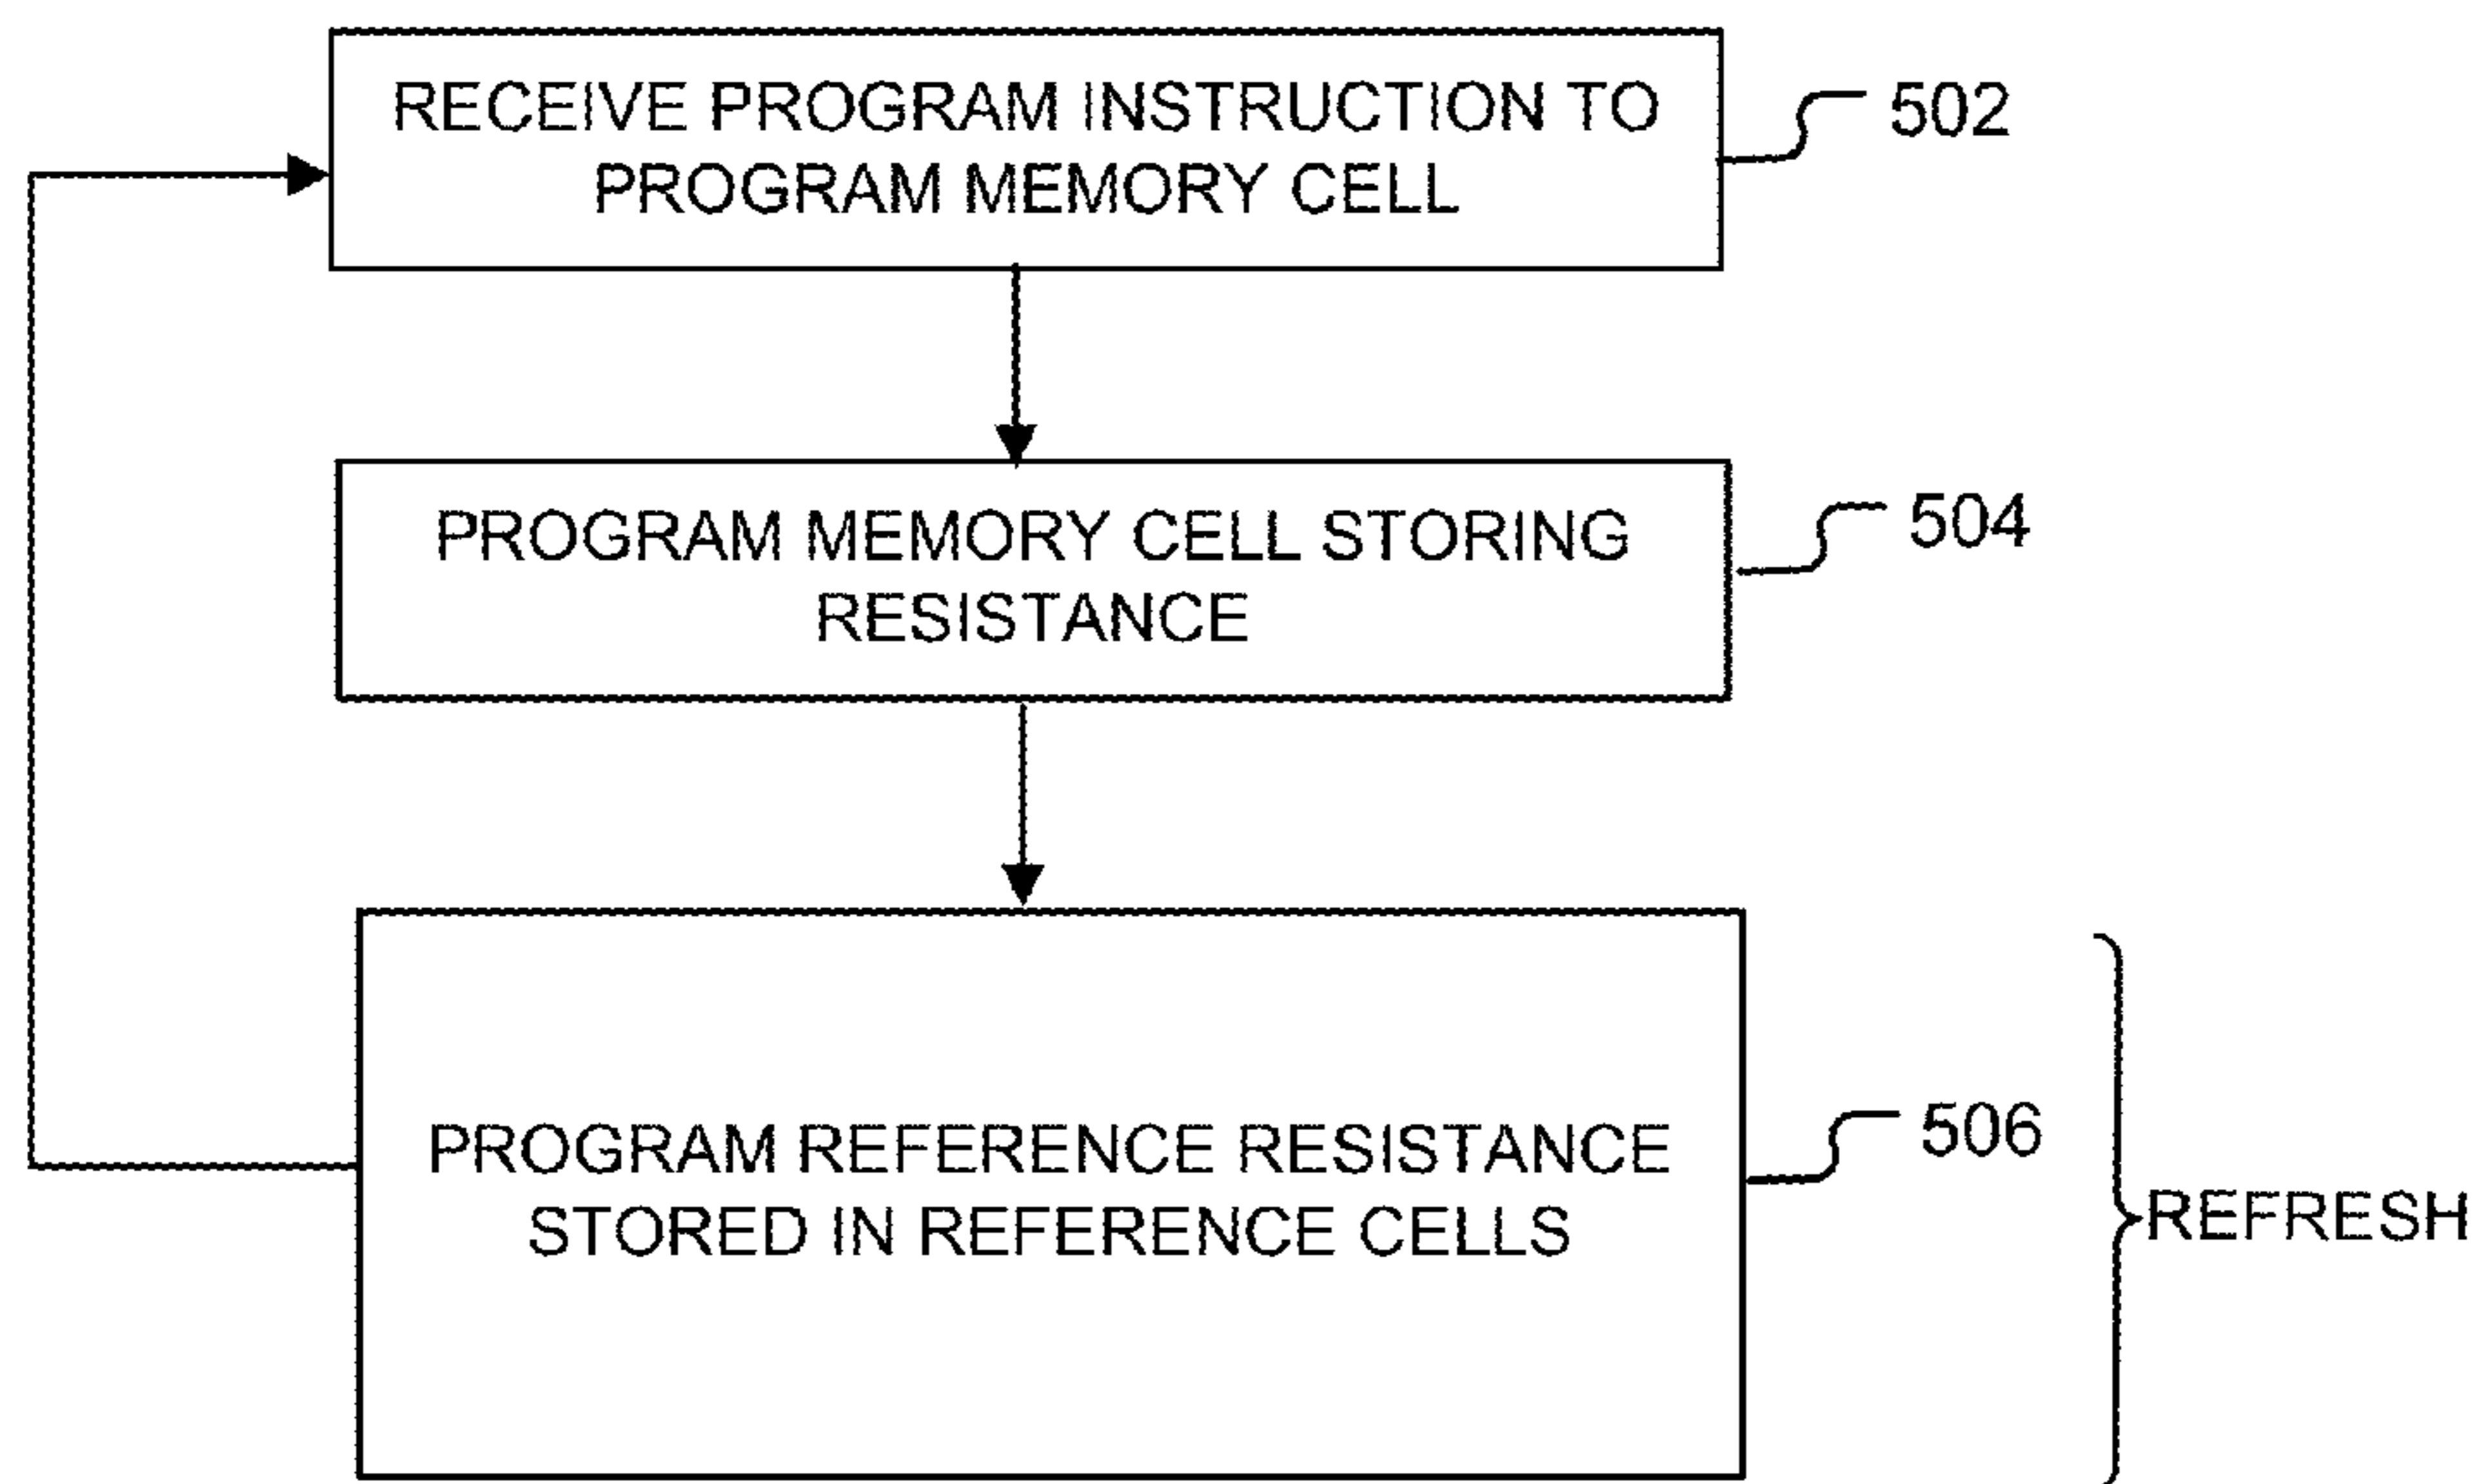 RECEIVE PROGRAM INSTRUCTION TO
PROGRAM MEMORY CELL
502
PROGRAM MEMORY CELL STORING
RESISTANCE
504
PROGRAM REFERENCE RESISTANCE
STORED IN REFERENCE CELLS
506
REFRESH